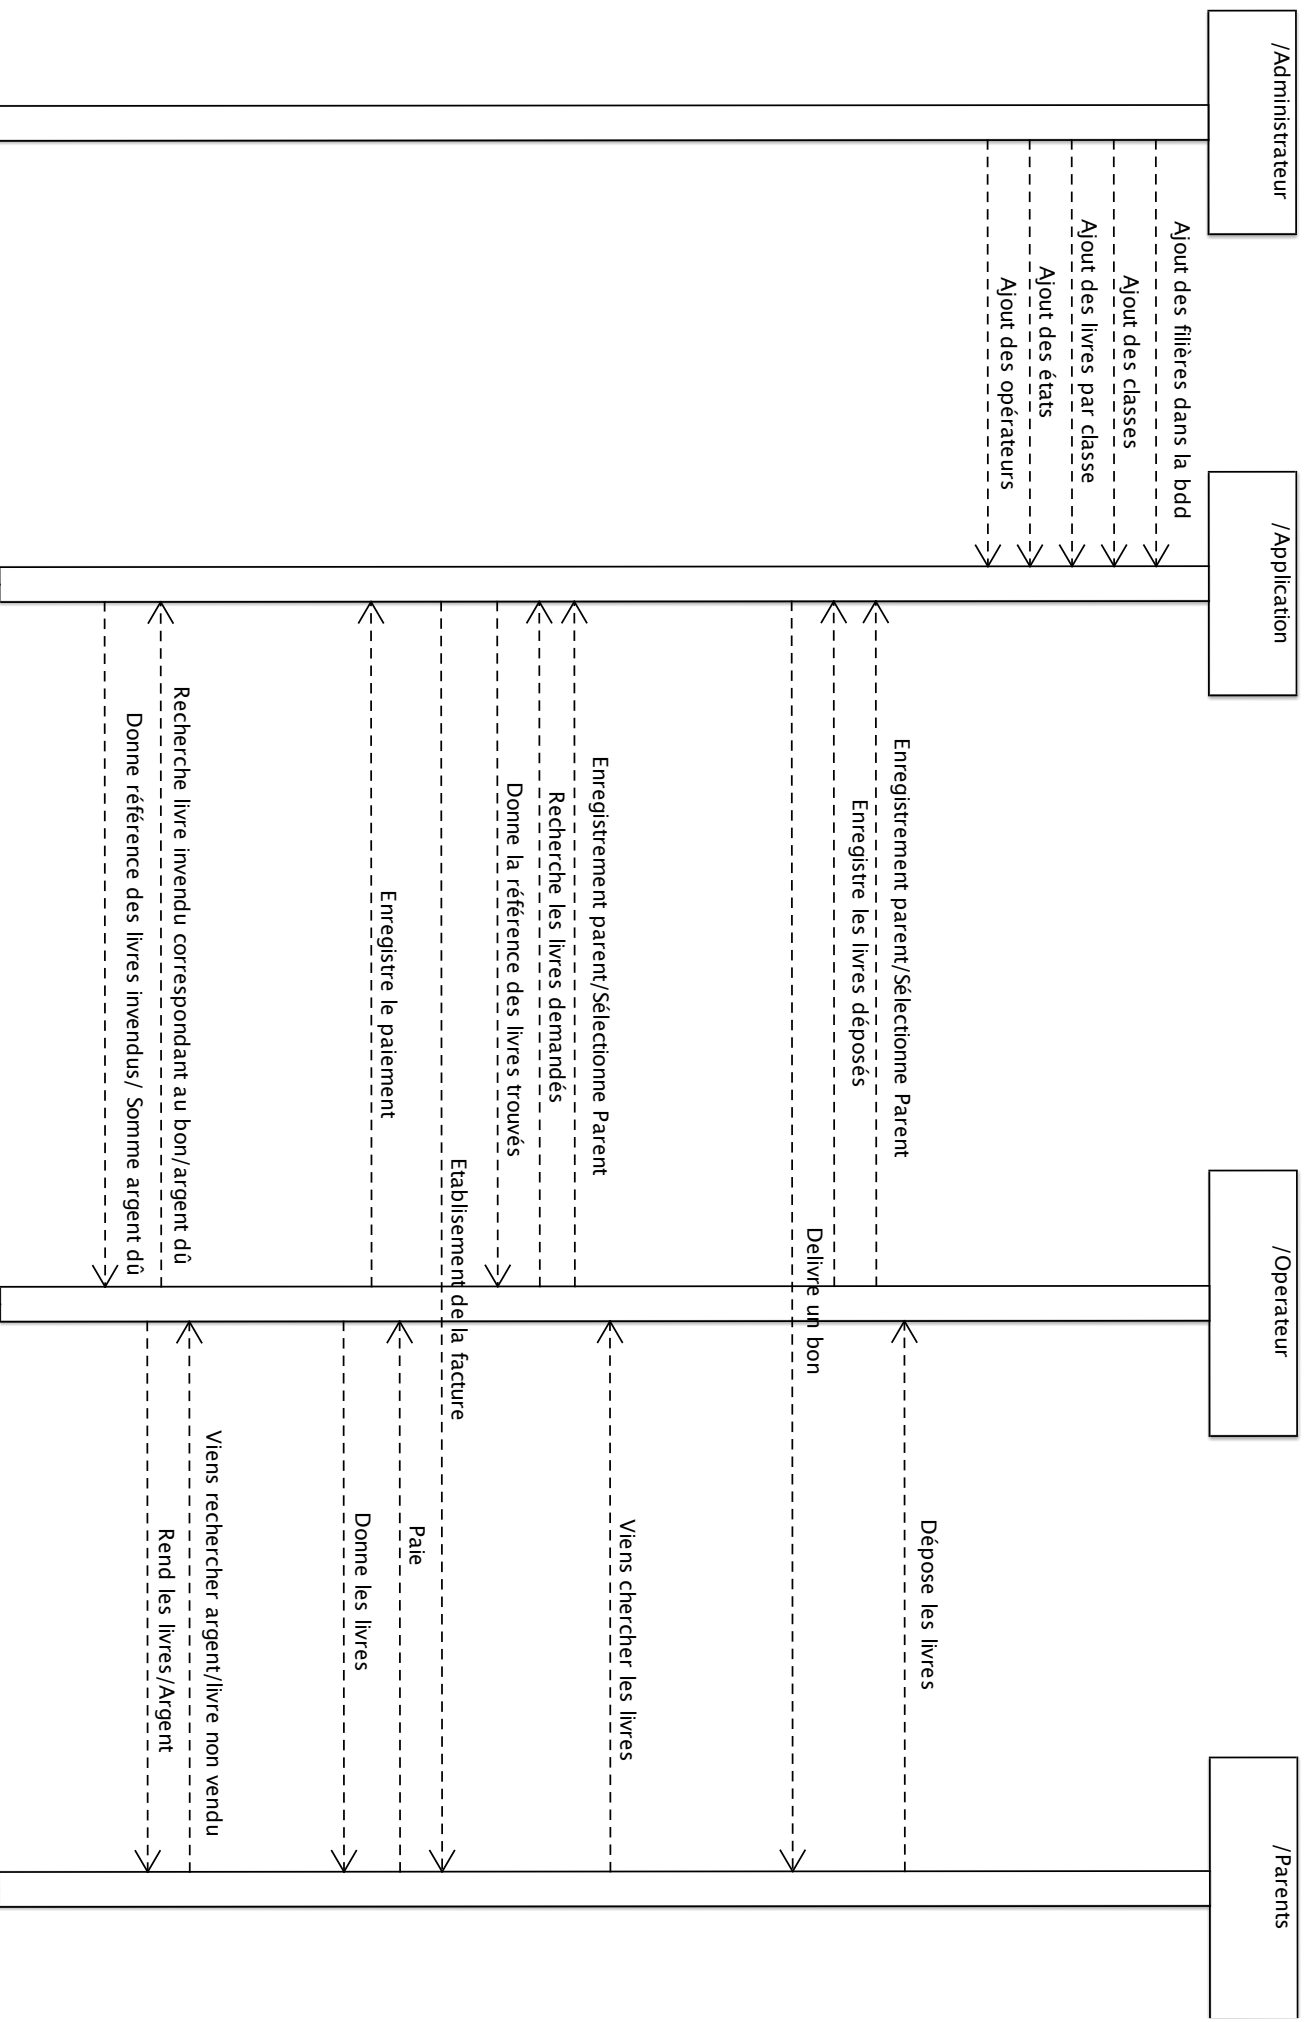 /Administrateur
/Application
/Operateur
/Parents
Ajout des filières dans la bdd
Ajout des classes
Ajout des livres par classe
Ajout des états
Ajout des opérateurs
Dépose les livres
Enregistrement parent/Sélectionne Parent
Enregistre les livres déposés
Delivre un bon
Viens chercher les livres
Enregistrement parent/Sélectionne Parent
Recherche les livres demandés
Donne la référence des livres trouvés
Etablisement de la facture
Paie
Enregistre le paiement
Donne les livres
Viens rechercher argent/livre non vendu
Recherche livre invendu correspondant au bon/argent dû
Rend les livres/Argent
Donne référence des livres invendus/ Somme argent dû